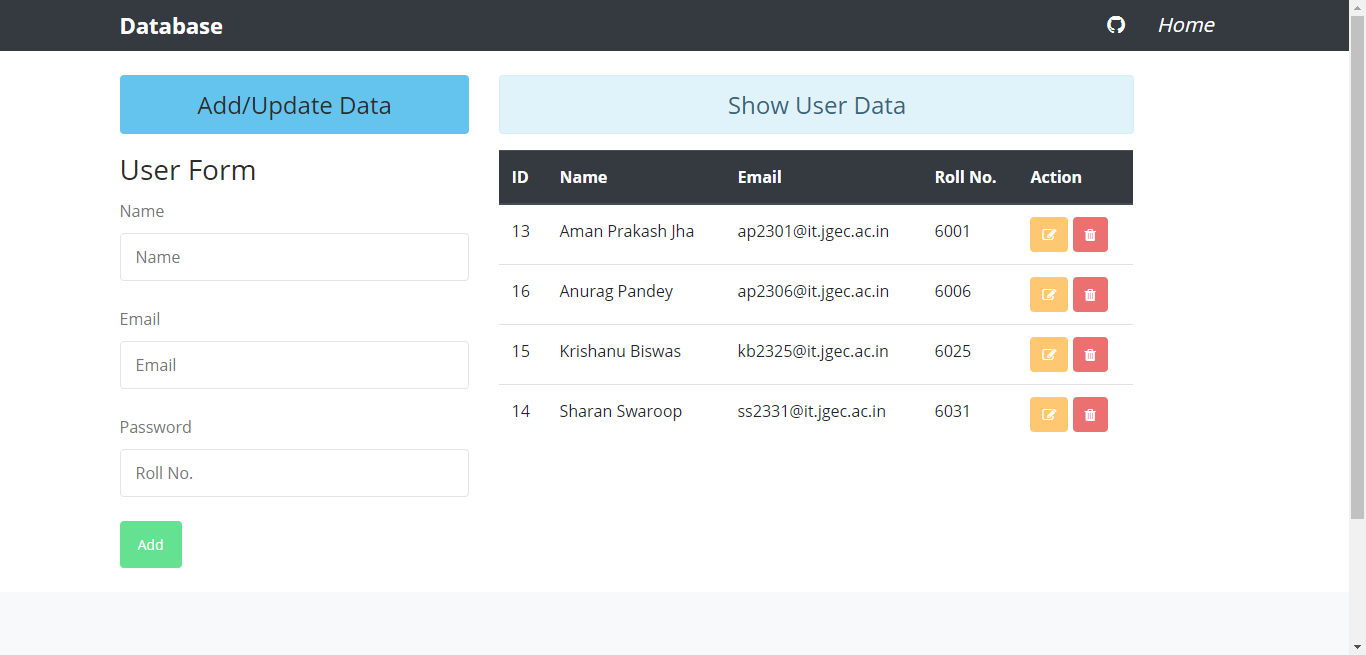 Database Home
Add/Update Data
User Form
Name
Name
Email
Email
Password
Roll No.
Add
Show User Data
ID Name Email Roll No. Action
13 Aman Prakash Jha ap2301@it.jgec.ac.in 6001
16 Anurag Pandey ap2306@it.jgec.ac.in 6006
15 Krishanu Biswas kb2325@it.jgec.ac.in 6025
14 Sharan Swaroop ss2331@it.jgec.ac.in 6031